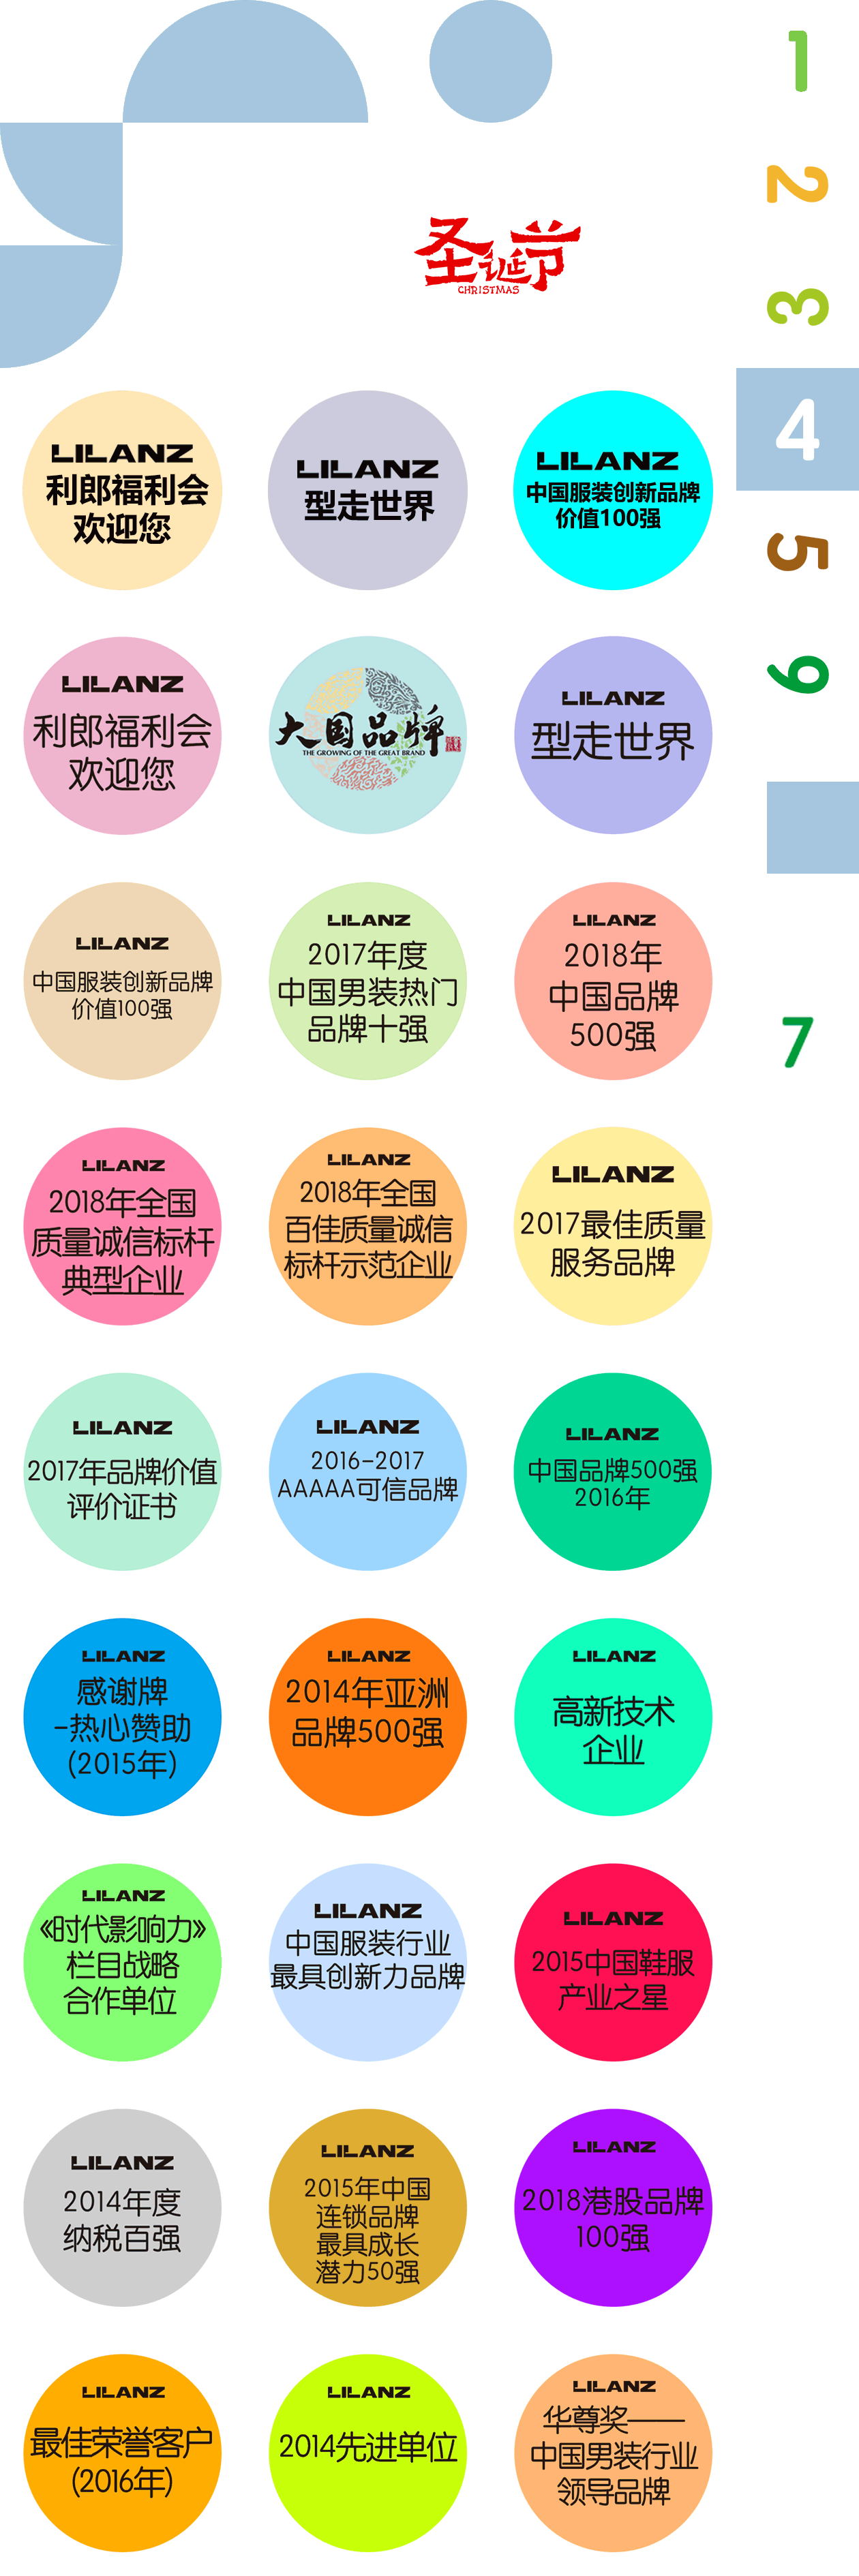 1
2
3
4
5
6
7
圣诞节
CHRISTMAS
LILANZ
利郎福利会
欢迎您
LILANZ
型走世界
LILANZ
中国服装创新品牌
价值100强
LILANZ
利郎福利会
欢迎您
大国品牌
THE GROWING OF THE GREAT BRAND
LILANZ
型走世界
LILANZ
中国服装创新品牌
价值100强
LILANZ
2017年度
中国男装热门
品牌十强
LILANZ
2018年
中国品牌
500强
LILANZ
2018年全国
质量诚信标杆
典型企业
LILANZ
2018年全国
百佳质量诚信
标杆示范企业
LILANZ
2017最佳质量
服务品牌
LILANZ
2017年品牌价值
评价证书
LILANZ
2016-2017
AAAAA可信品牌
LILANZ
中国品牌500强
2016年
LILANZ
感谢牌
-热心赞助
(2015年)
LILANZ
2014年亚洲
品牌500强
LILANZ
高新技术
企业
LILANZ
《时代影响力》
栏目战略
合作单位
LILANZ
中国服装行业
最具创新力品牌
LILANZ
2015中国鞋服
产业之星
LILANZ
2014年度
纳税百强
LILANZ
2015年中国
连锁品牌
最具成长
潜力50强
LILANZ
2018港股品牌
100强
LILANZ
最佳荣誉客户
(2016年)
LILANZ
2014先进单位
LILANZ
华尊奖——
中国男装行业
领导品牌